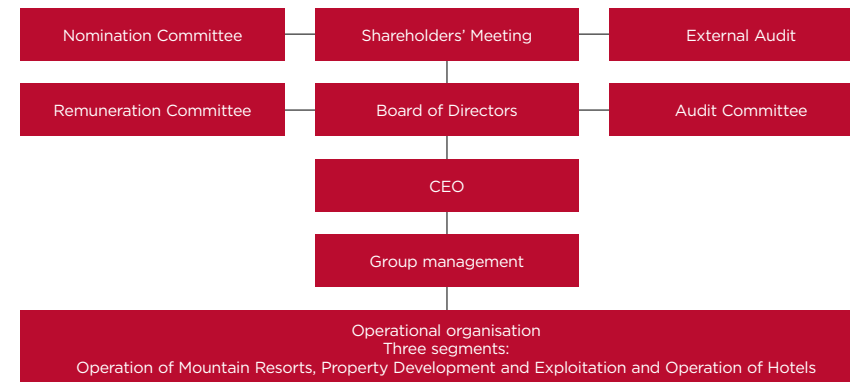 Nomination Committee
Shareholders’ Meeting
External Audit
Remuneration Committee
Board of Directors
Audit Committee
CEO
Group management
Operational organisation
Three segments:
Operation of Mountain Resorts, Property Development and Exploitation and Operation of Hotels